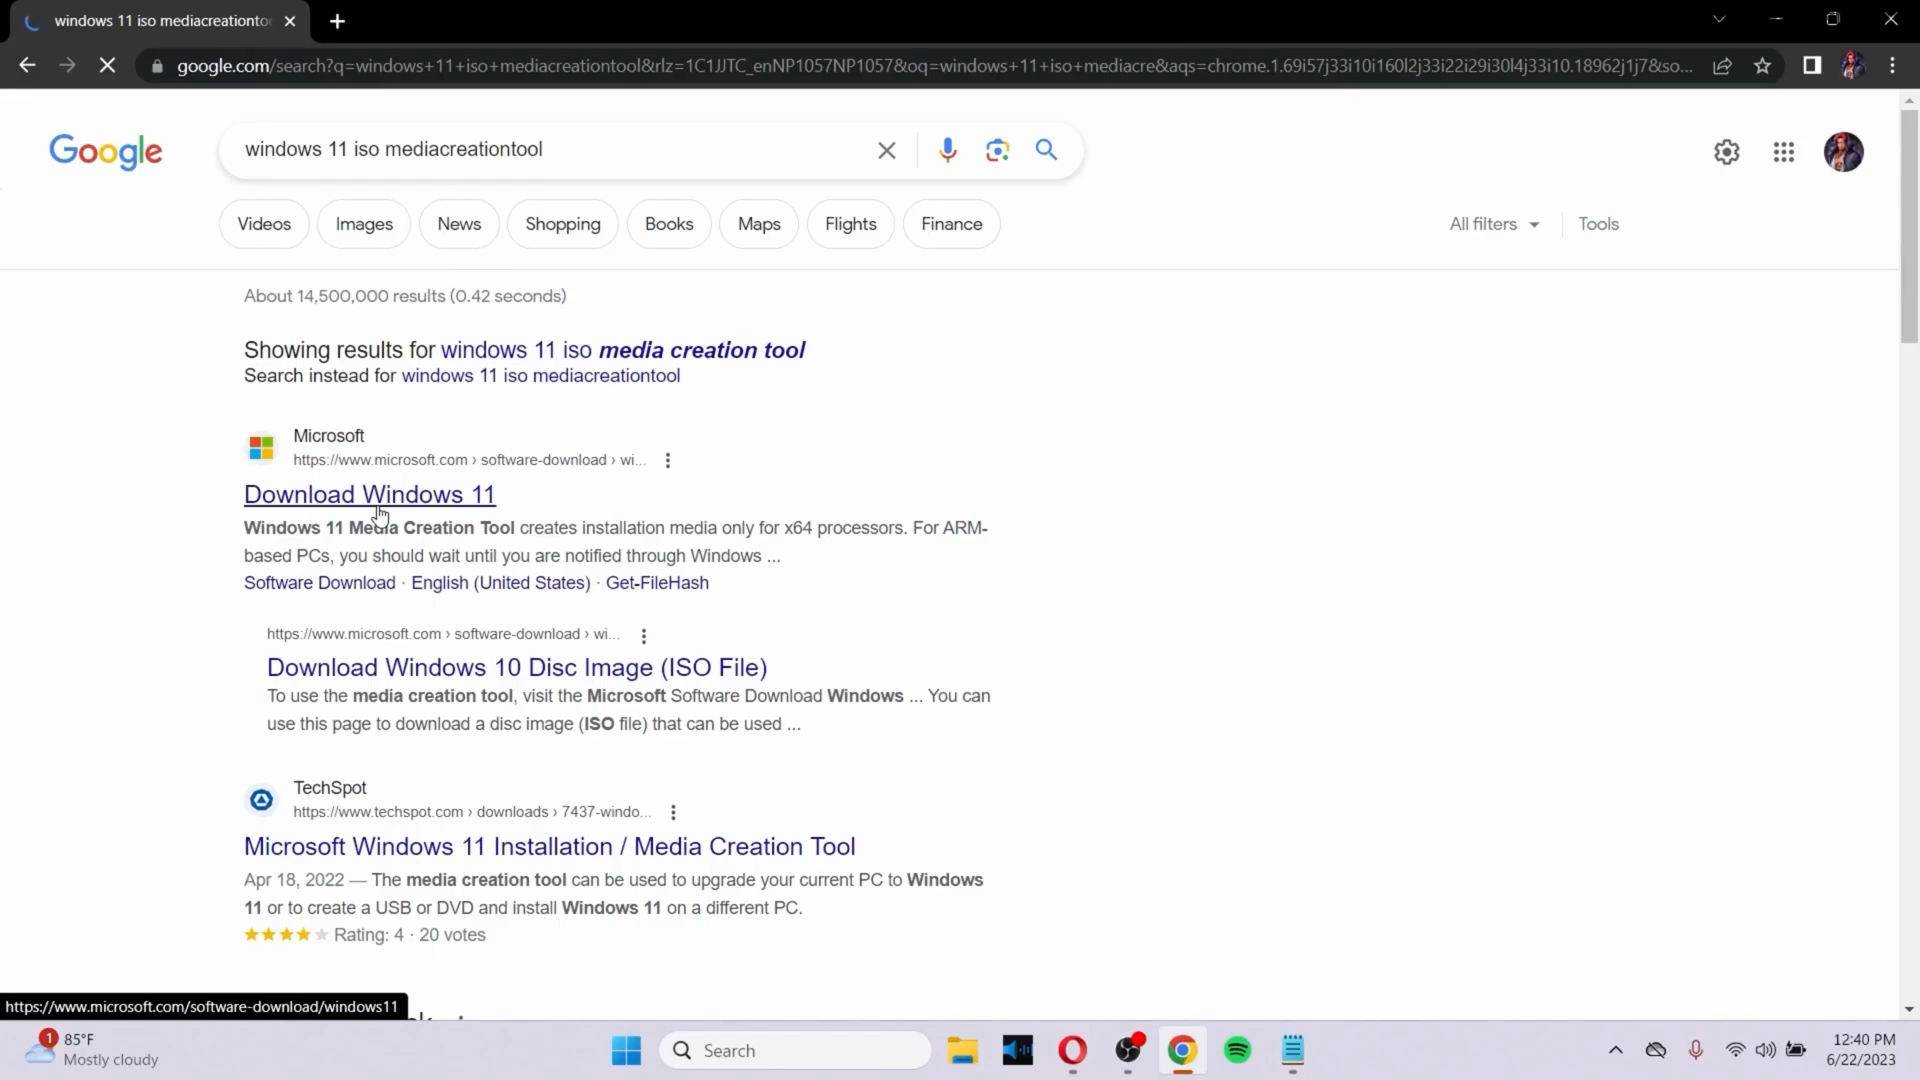 windows 11 iso mediacreationto
google.com/search?q=windows+11+iso+mediacreationtool&rlz=1C1JJTC_enNP1057NP1057&oq=windows+11+iso+mediacre&aqs=chrome.1.69i57j33i10i160l2j33i22i29i30l4j33i10.18962j1j7&so...
Google
windows 11 iso mediacreationtool
Videos
Images
News
Shopping
Books
Maps
Flights
Finance
All filters
Tools
About 14,500,000 results (0.42 seconds)
Showing results for windows 11 iso media creation tool
Search instead for windows 11 iso mediacreationtool
Microsoft
https://www.microsoft.com › software-download › wi...
Download Windows 11
Windows 11 Media Creation Tool creates installation media only for x64 processors. For ARM-
based PCs, you should wait until you are notified through Windows ...
Software Download · English (United States) · Get-FileHash
https://www.microsoft.com › software-download › wi...
Download Windows 10 Disc Image (ISO File)
To use the media creation tool, visit the Microsoft Software Download Windows ... You can
use this page to download a disc image (ISO file) that can be used ...
TechSpot
https://www.techspot.com › downloads › 7437-windo...
Microsoft Windows 11 Installation / Media Creation Tool
Apr 18, 2022 — The media creation tool can be used to upgrade your current PC to Windows
11 or to create a USB or DVD and install Windows 11 on a different PC.
Rating: 4 · 20 votes
https://www.microsoft.com/software-download/windows11
1
85°F
Mostly cloudy
Search
12:40 PM
6/22/2023